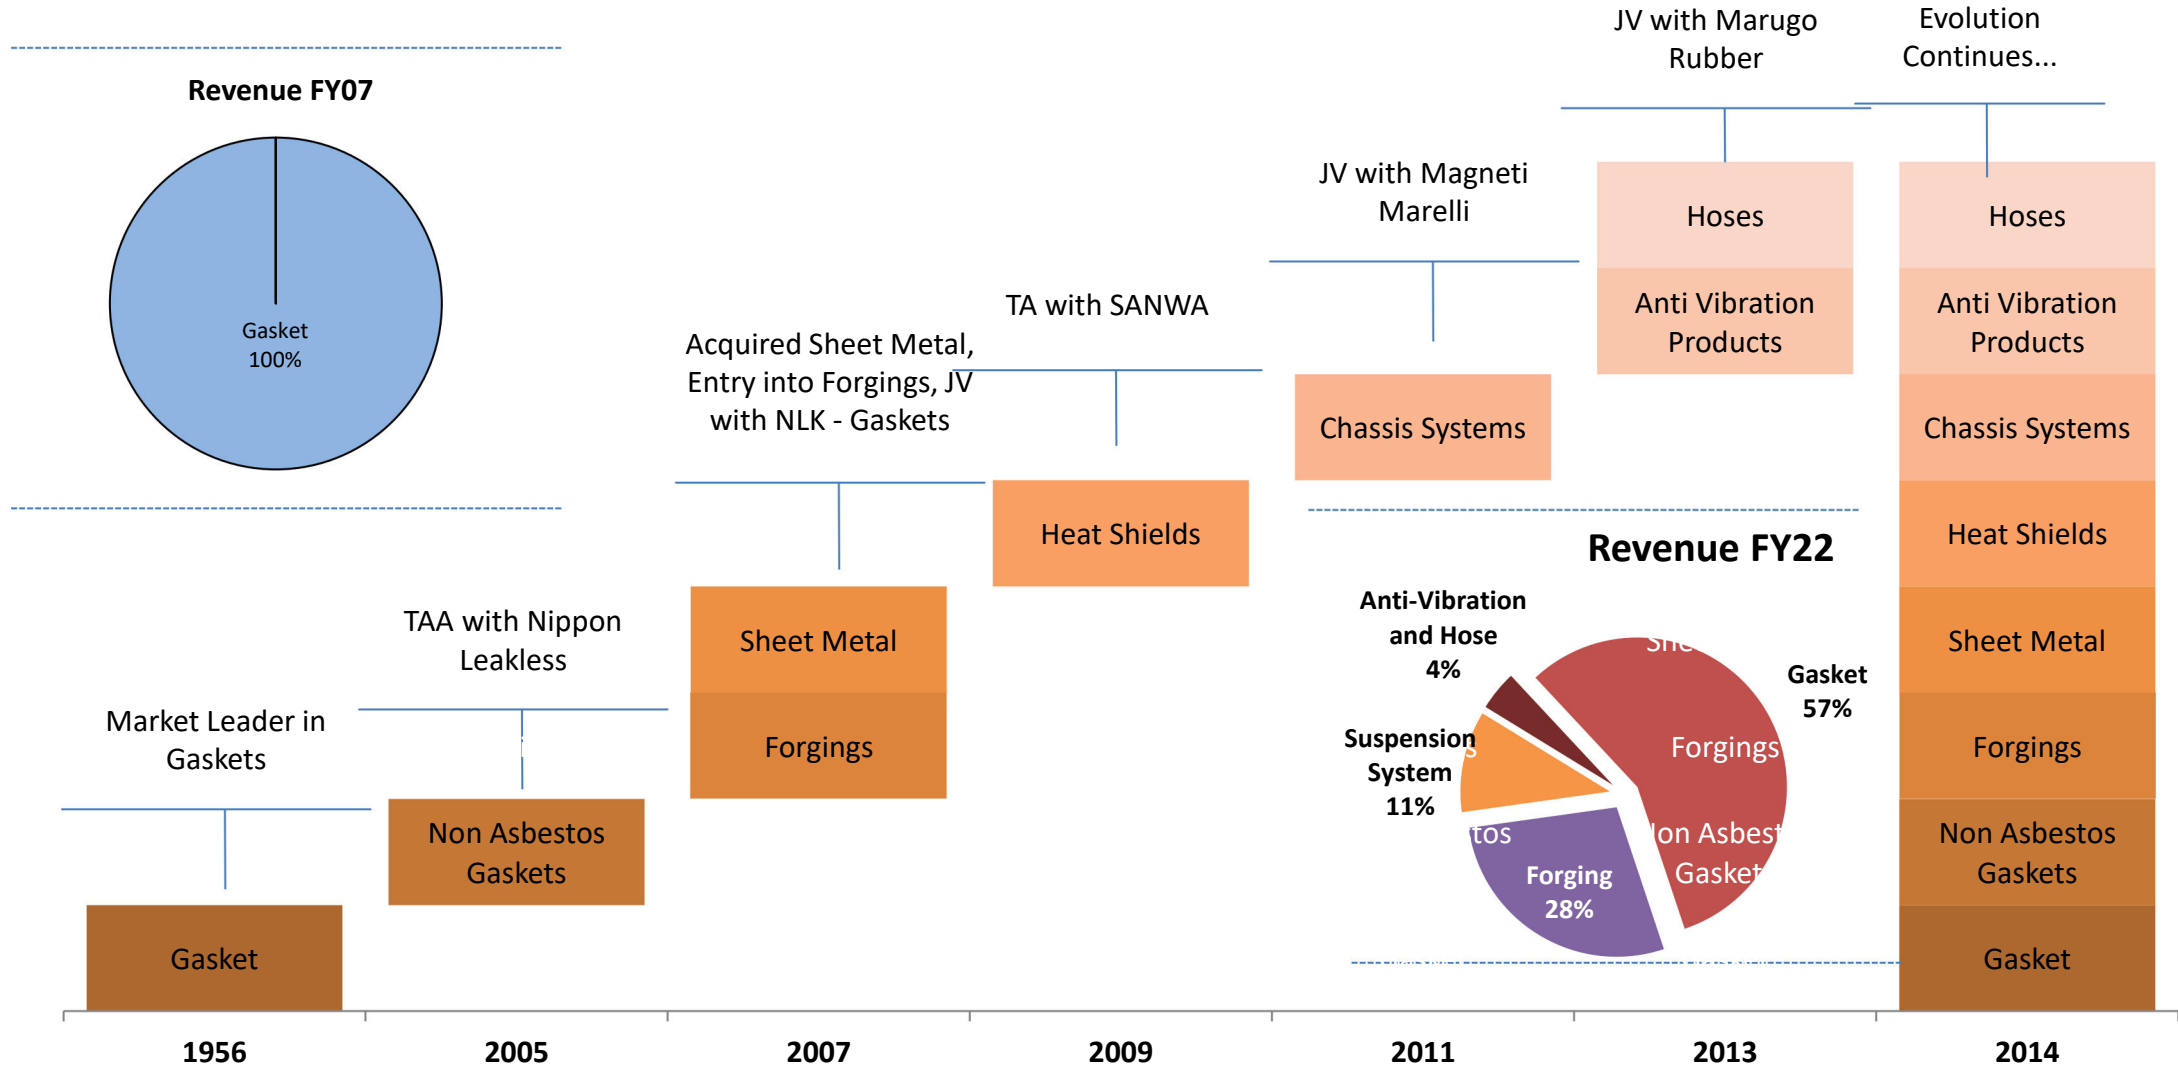 JV with Marugo
Rubber
Evolution
Continues...
Revenue FY07
Gasket
100%
JV with Magneti
Marelli
TA with SANWA
Acquired Sheet Metal,
Entry into Forgings, JV
with NLK - Gaskets
TAA with Nippon
Leakless
Market Leader in
Gaskets
Gasket
Non Asbestos
Gaskets
Sheet Metal
Forgings
Heat Shields
Chassis Systems
Hoses
Anti Vibration
Products
Hoses
Anti Vibration
Products
Chassis Systems
Heat Shields
Sheet Metal
Forgings
Non Asbestos
Gaskets
Gasket
Revenue FY22
Anti-Vibration
and Hose
4%
Gasket
57%
Suspension
System
11%
Forging
28%
Forgings
1956
2005
2007
2009
2011
2013
2014